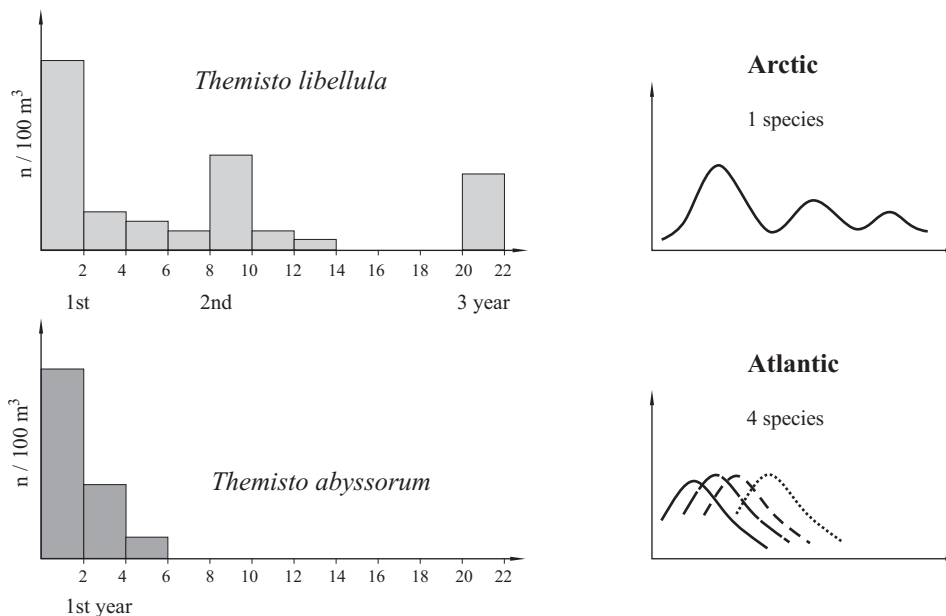 Themisto libellula
n / 100 m³
2 4 6 8 10 12 14 16 18 20 22
1st 2nd 3 year
Arctic
1 species
Themisto abyssorum
n / 100 m³
2 4 6 8 10 12 14 16 18 20 22
1st year
Atlantic
4 species